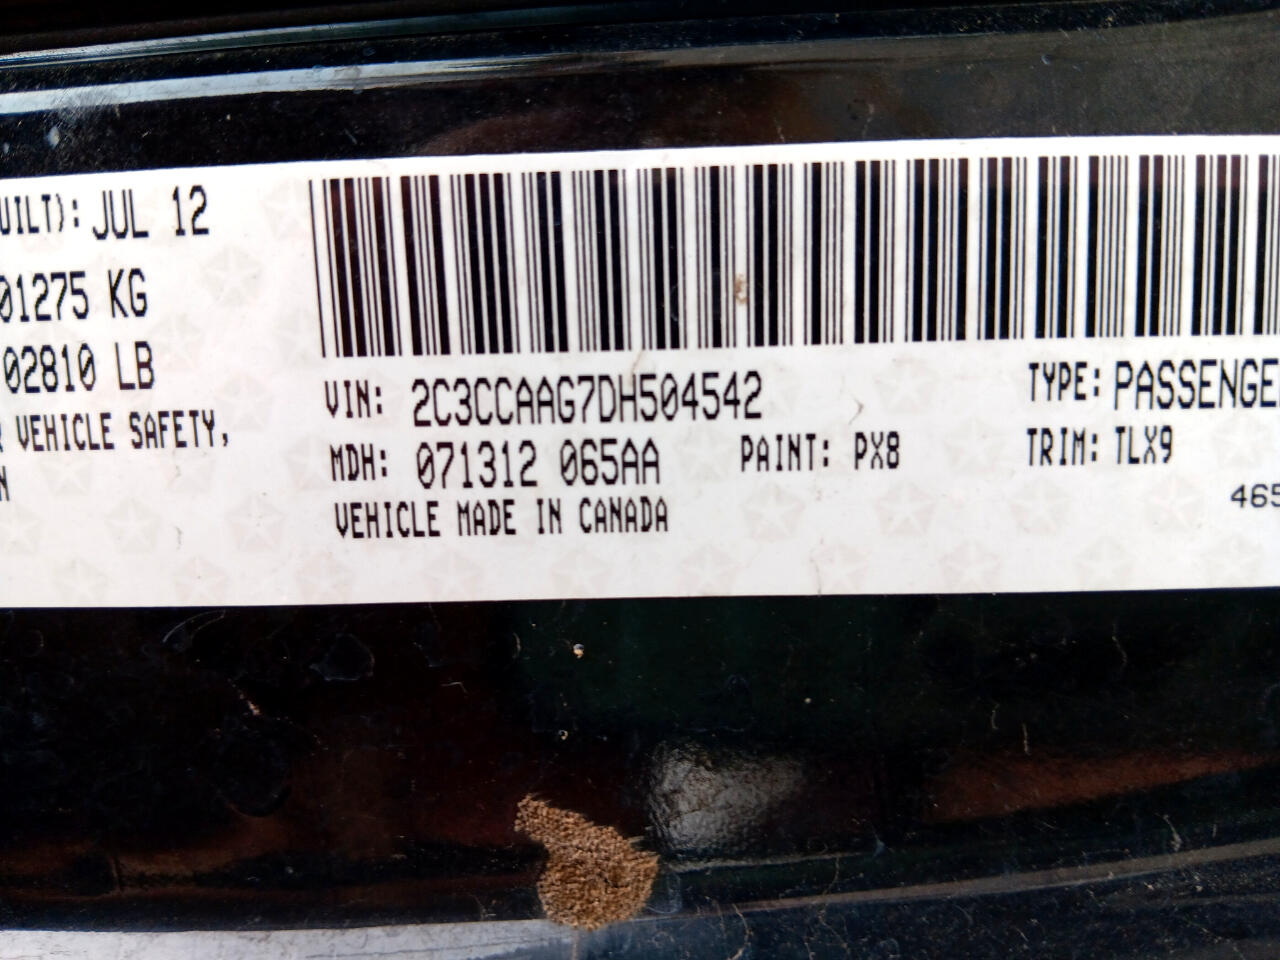 UILT): JUL 12
01275 KG
02810 LB
VEHICLE SAFETY,
N
VIN: 2C3CCAAG7DH504542
TYPE: PASSENGE
MDH: 071312 065AA PAINT: PX8 TRIM: TLX9
VEHICLE MADE IN CANADA
465